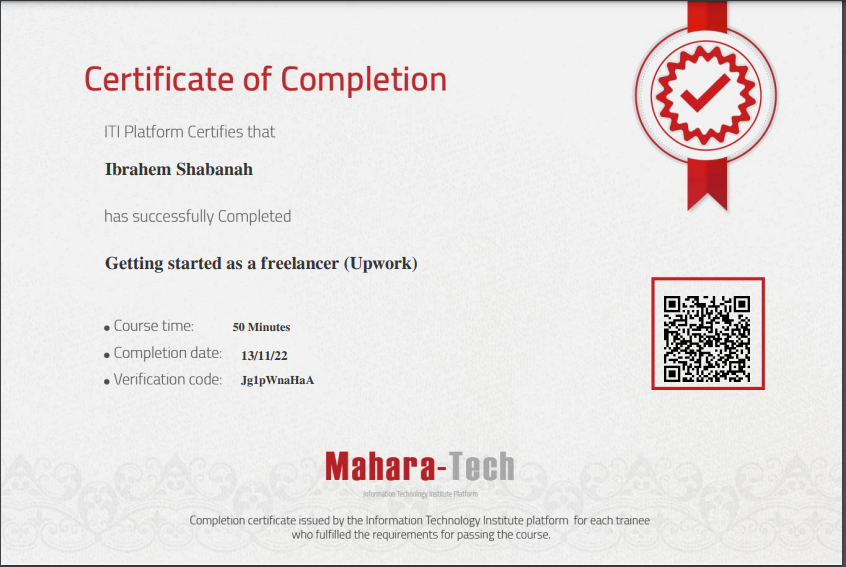 Certificate of Completion
ITI Platform Certifies that
Ibrahem Shabanah
has successfully Completed
Getting started as a freelancer (Upwork)
Course time: 50 Minutes
Completion date: 13/11/22
Verification code: Jg1pWnaHaA
Mahara-Tech
Information Technology Institute Platform
Completion certificate issued by the Information Technology Institute platform for each trainee
who fulfilled the requirements for passing the course.